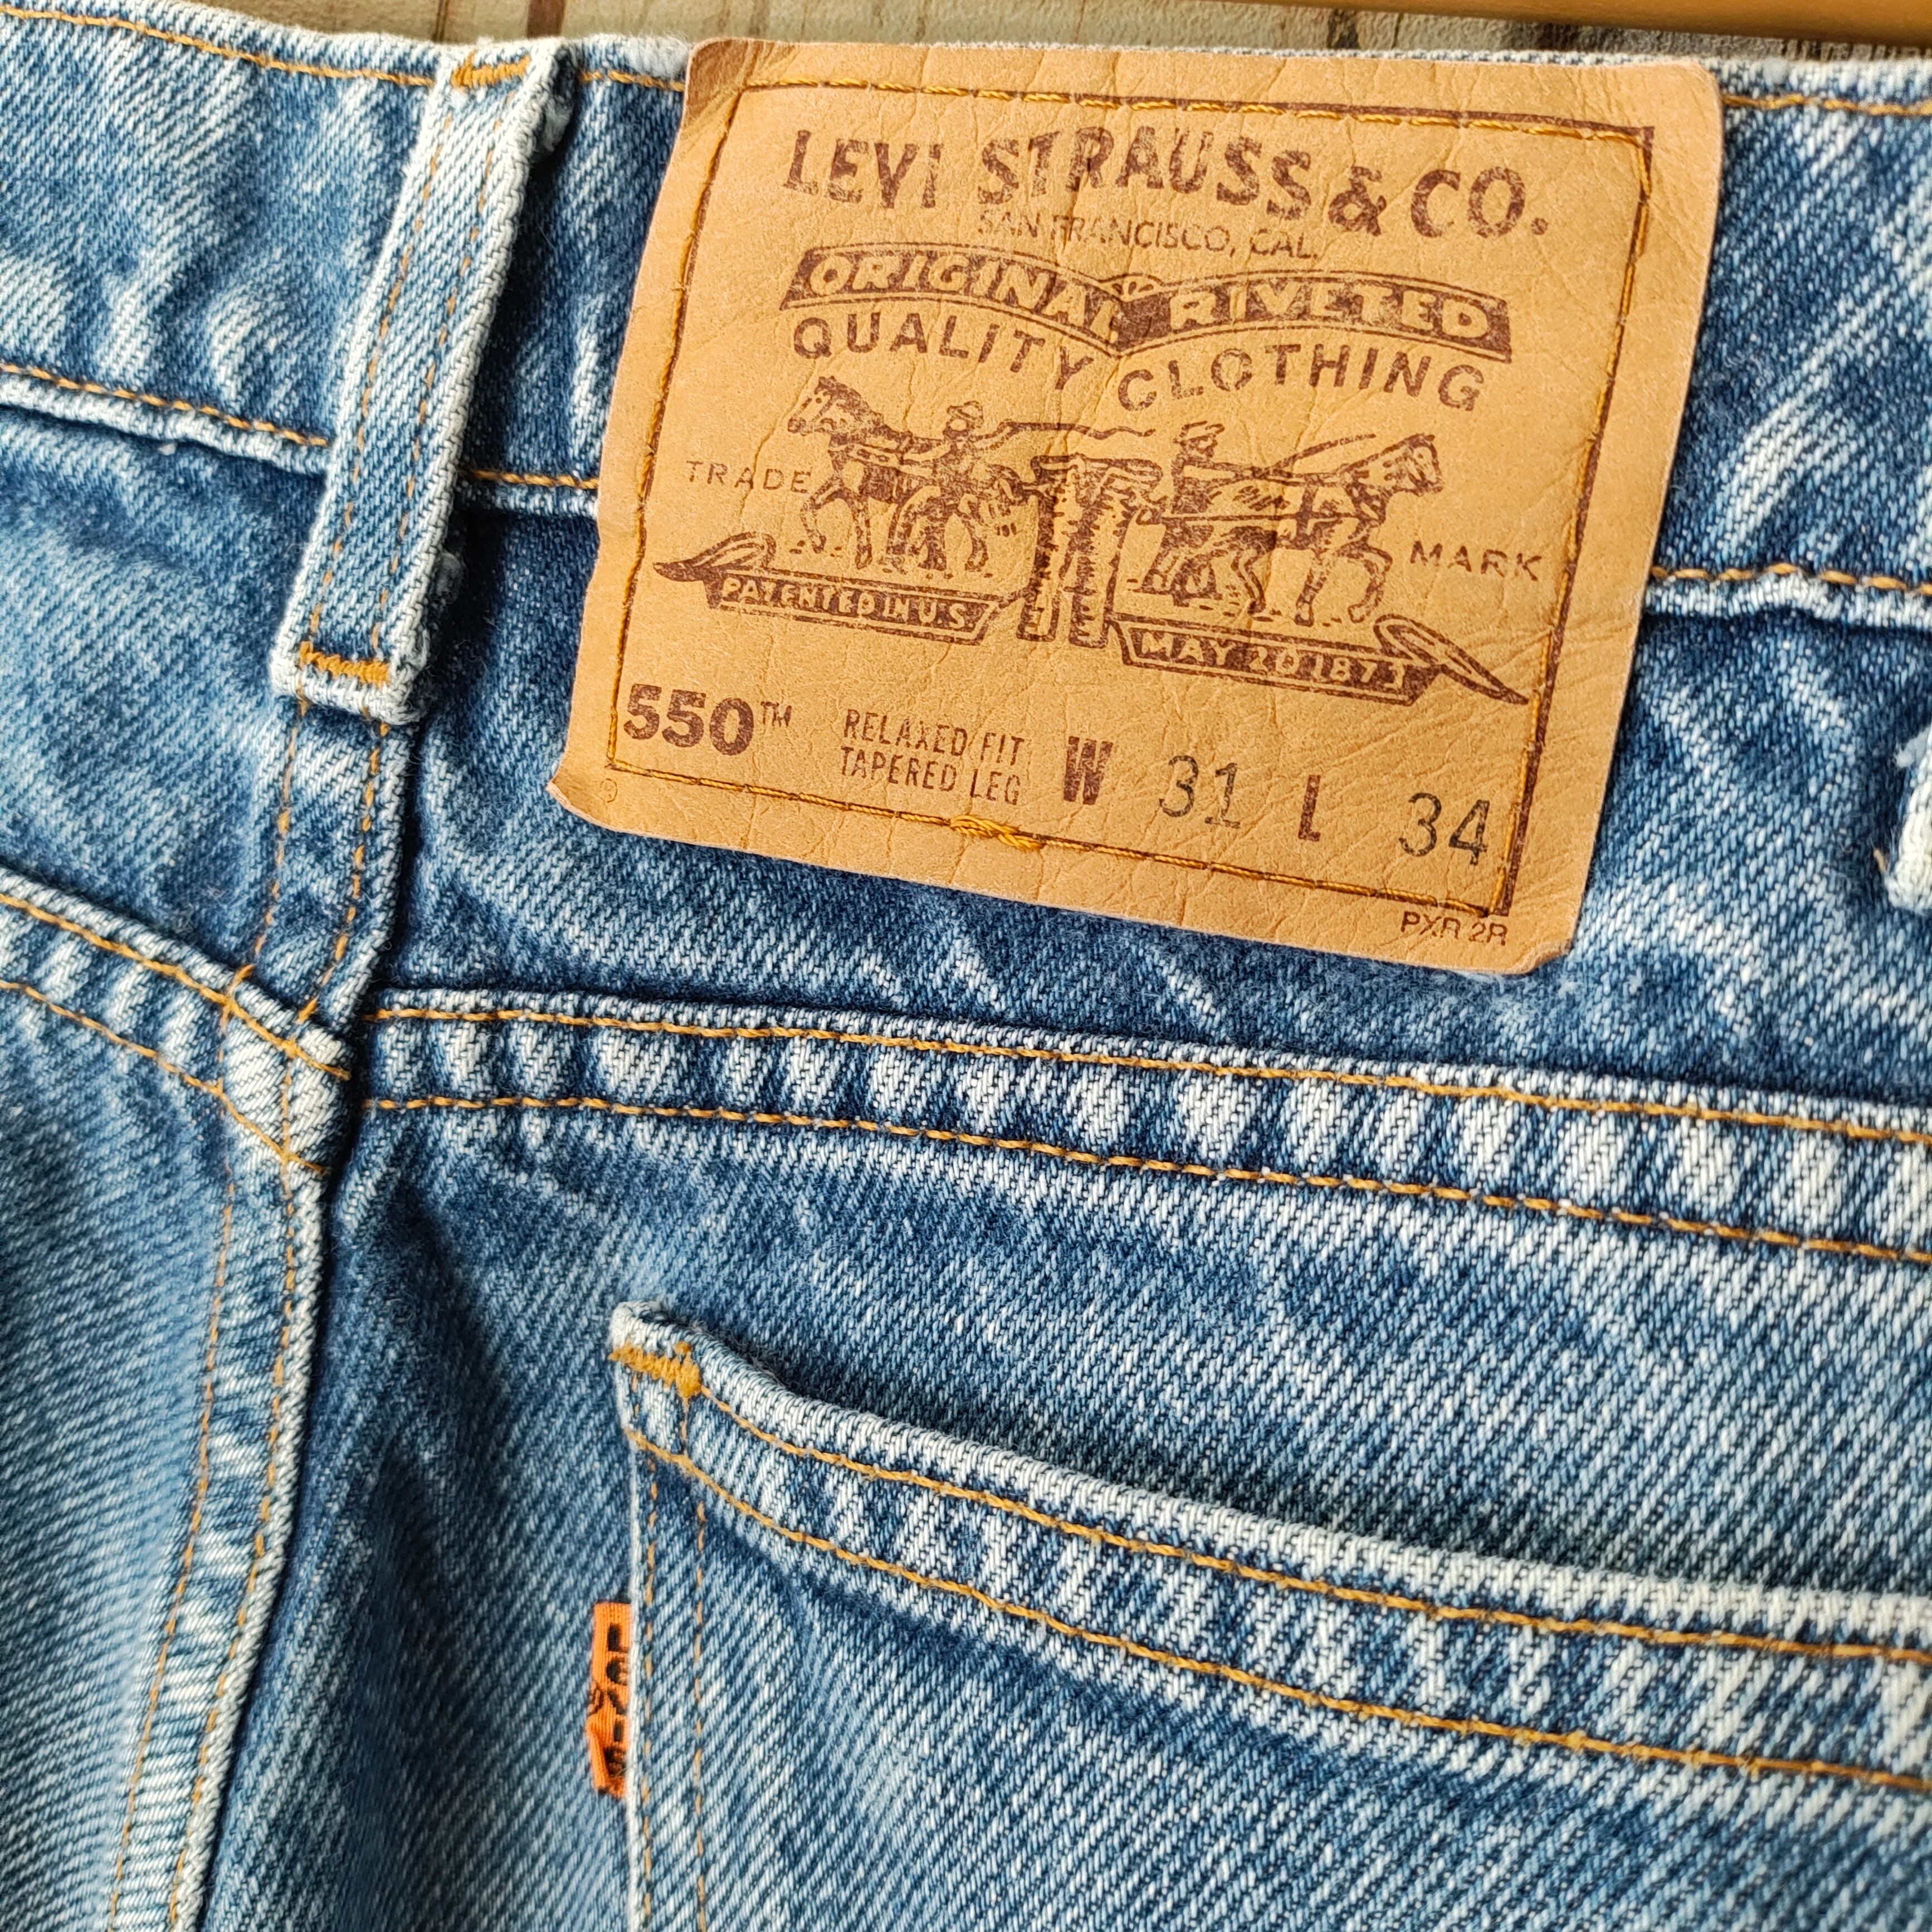 LEVI STRAUSS & CO.
SAN FRANCISCO, CAL.
ORIGINAL RIVETED
QUALITY CLOTHING
TRADE MARK
PATENTED IN U.S. MAY 20 1873
550™ RELAXED FIT
TAPERED LEG
W 31 L 34
®
PXR 2R